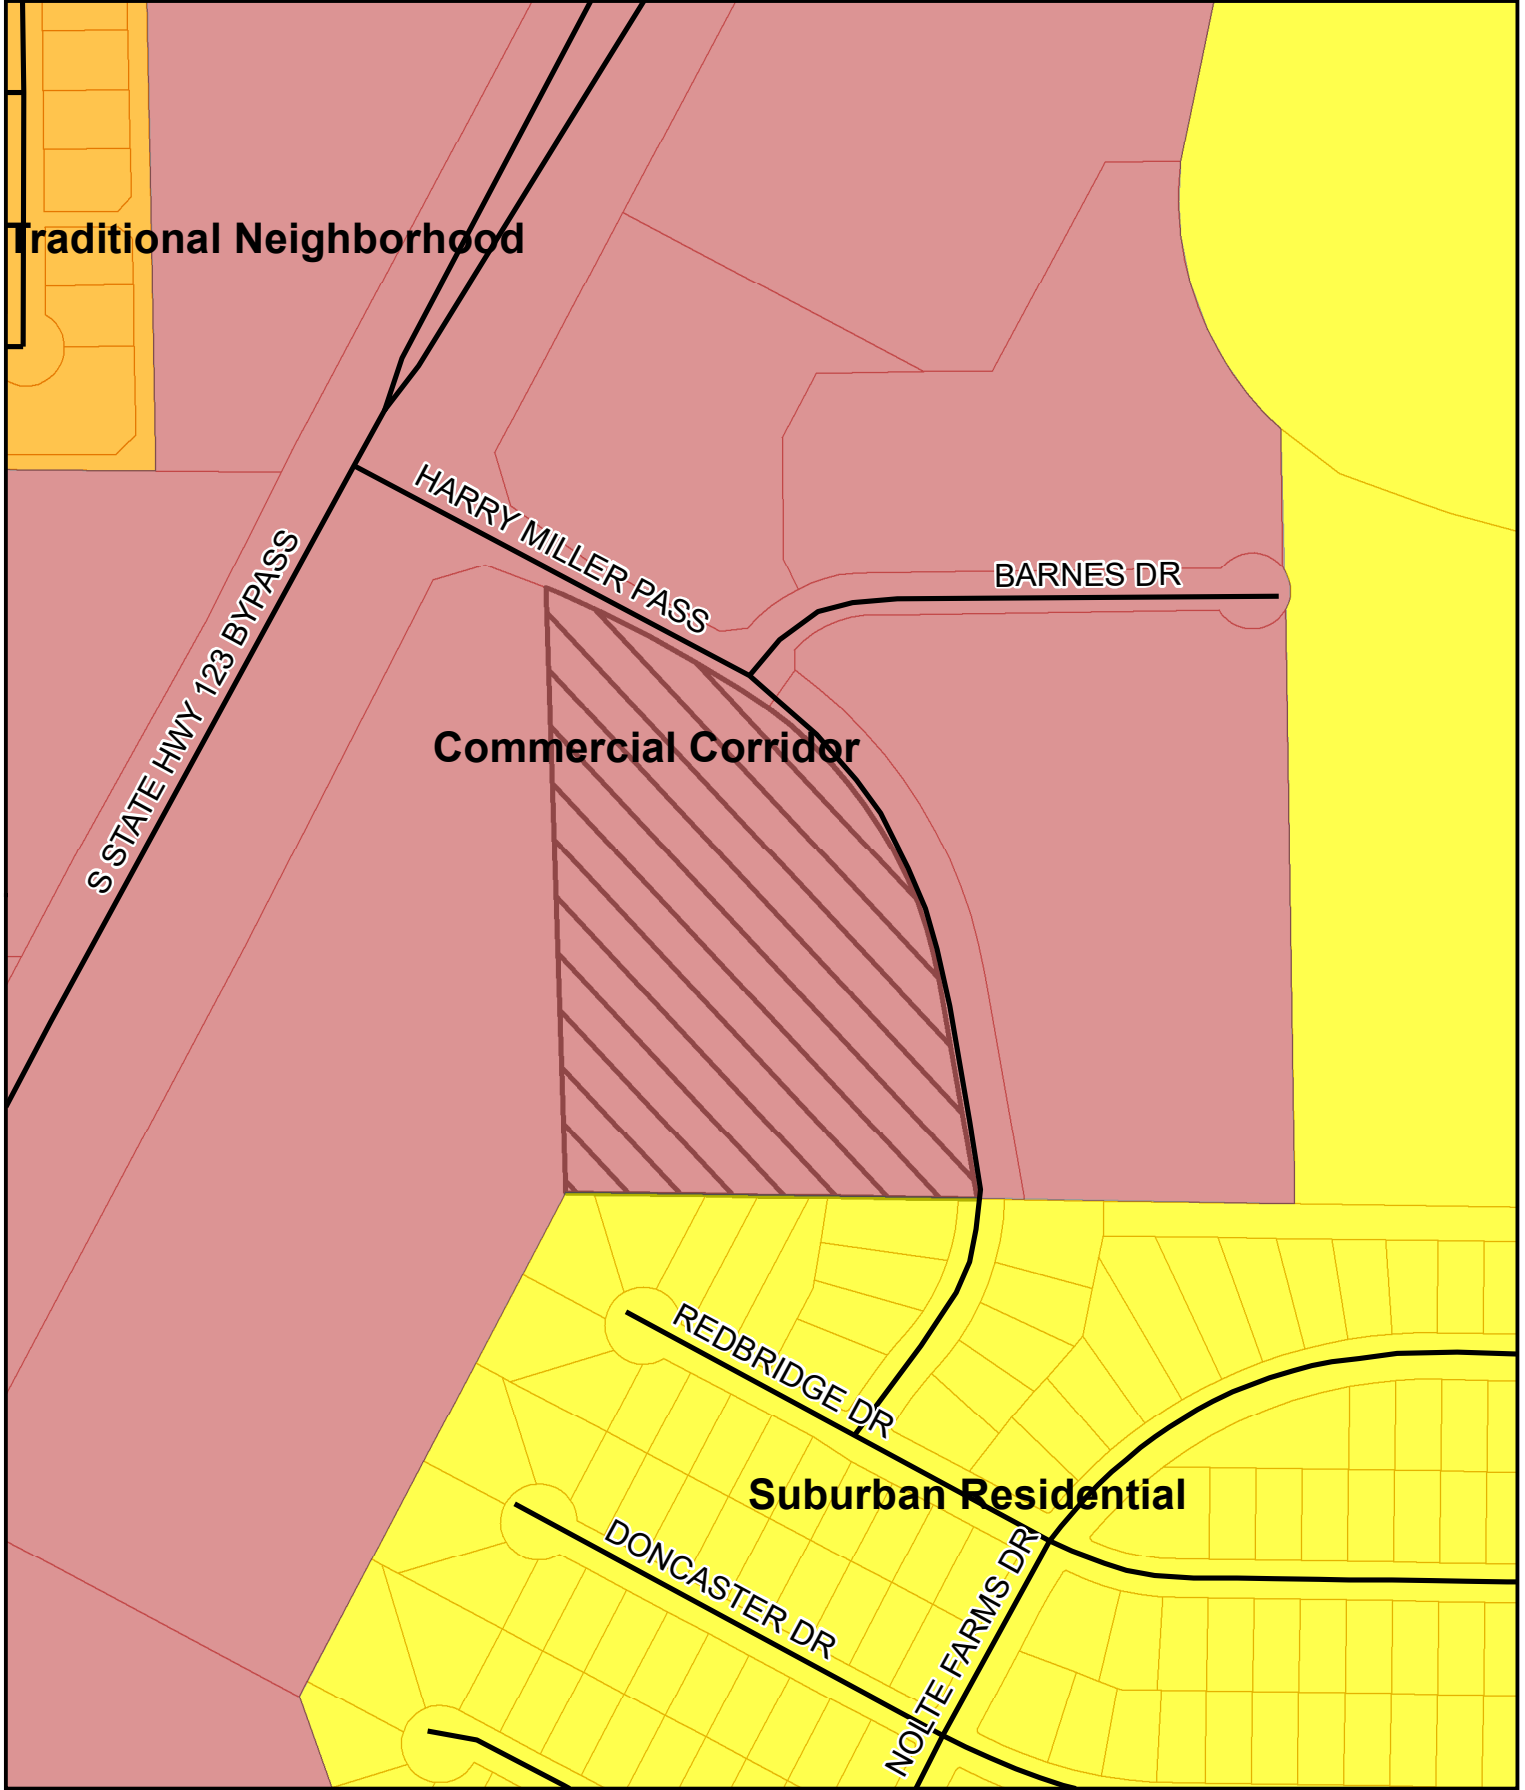 Traditional Neighborhood
HARRY MILLER PASS
BARNES DR
S STATE HWY 123 BYPASS
Commercial Corridor
REDBRIDGE DR
Suburban Residential
DONCASTER DR
NOLTE FARMS DR